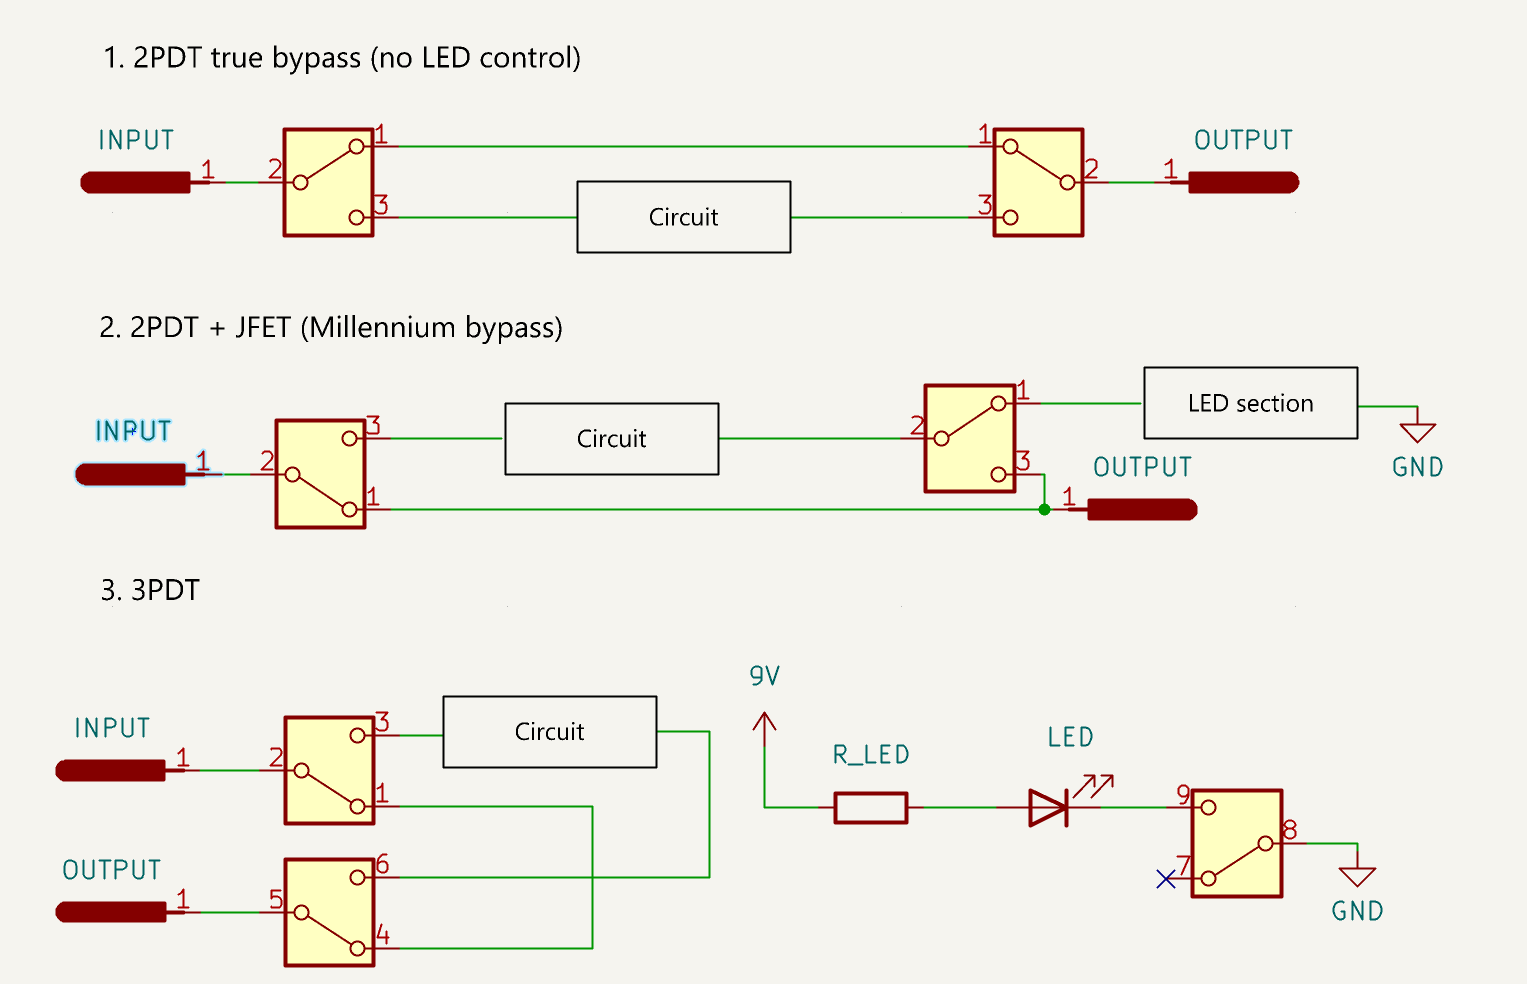 1. 2PDT true bypass (no LED control)
INPUT
1
2
1
3
Circuit
1
3
2
1
OUTPUT
2. 2PDT + JFET (Millennium bypass)
INPUT
1
2
3
1
Circuit
2
1
3
LED section
GND
OUTPUT
1
3. 3PDT
INPUT
1
2
3
1
Circuit
OUTPUT
1
5
6
4
9V
R_LED
LED
9
7
8
GND